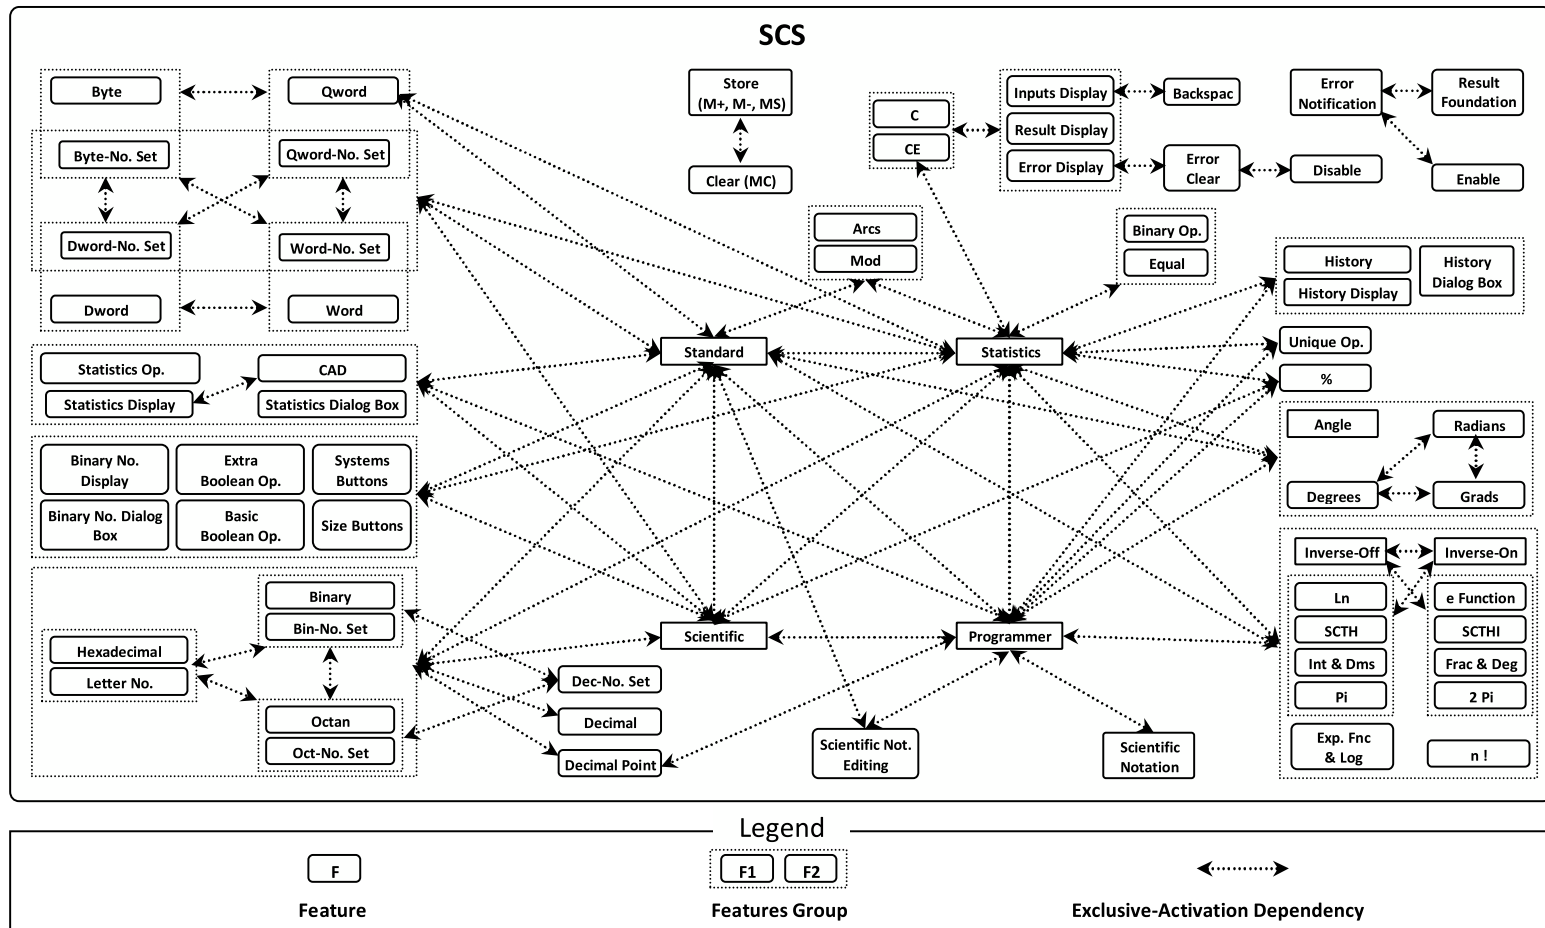 SCS
Byte
Qword
Byte-No. Set
Qword-No. Set
Dword-No. Set
Word-No. Set
Dword
Word
Store
(M+, M-, MS)
Clear (MC)
C
CE
Inputs Display
Result Display
Error Display
Backspac
Error
Clear
Error
Notification
Result
Foundation
Disable
Enable
Arcs
Mod
Binary Op.
Equal
History
History Display
History
Dialog Box
Standard
Statistics
Unique Op.
%
Statistics Op.
CAD
Statistics Display
Statistics Dialog Box
Angle
Radians
Degrees
Grads
Binary No.
Display
Extra
Boolean Op.
Systems
Buttons
Binary No. Dialog
Box
Basic
Boolean Op.
Size Buttons
Inverse-Off
Inverse-On
Ln
e Function
SCTH
SCTHI
Int & Dms
Frac & Deg
Pi
2 Pi
Exp. Fnc
& Log
n !
Binary
Bin-No. Set
Hexadecimal
Letter No.
Octan
Oct-No. Set
Scientific
Programmer
Dec-No. Set
Decimal
Decimal Point
Scientific Not.
Editing
Scientific
Notation
Legend
F
F1
F2
Feature
Features Group
Exclusive-Activation Dependency